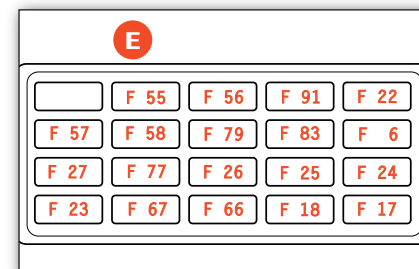 E
F 55 F 56 F 91 F 22
F 57 F 58 F 79 F 83 F 6
F 27 F 77 F 26 F 25 F 24
F 23 F 67 F 66 F 18 F 17